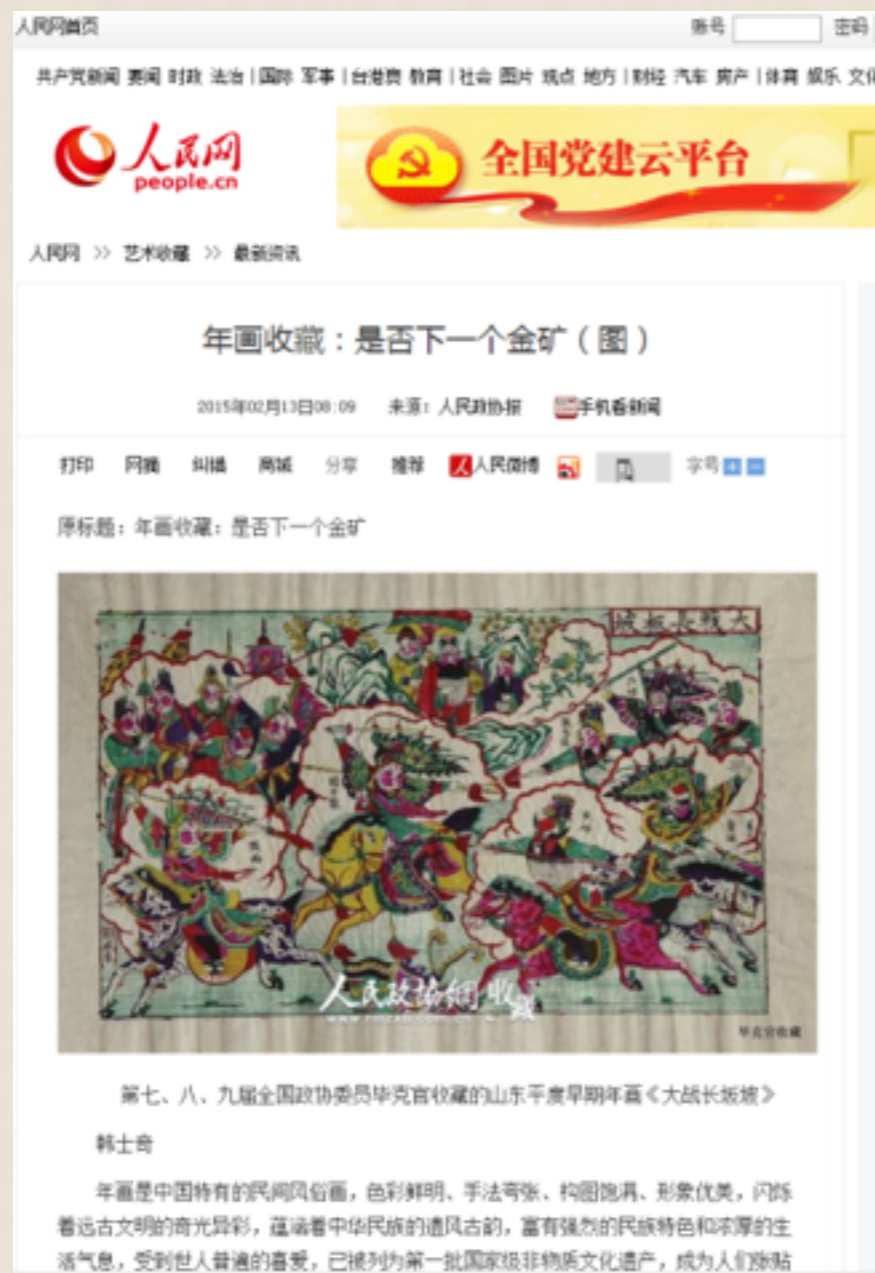 人民网首页 账号 密码
共产党新闻 要闻 时政 法治 | 国际 军事 | 台港澳 教育 | 社会 图片 观点 地方 | 财经 汽车 房产 | 体育 娱乐 文化
人民网
people.cn
全国党建云平台
人民网 >> 艺术收藏 >> 最新资讯
年画收藏：是否下一个金矿（图）
2015年02月13日08:09 来源：人民政协报 手机看新闻
打印 网摘 纠错 商城 分享 推荐 人民微博 字号
原标题：年画收藏：是否下一个金矿
坡板長戰大
人民政协網 收藏
毕克官收藏
第七、八、九届全国政协委员毕克官收藏的山东平度早期年画《大战长坂坡》
韩士奇
年画是中国特有的民间风俗画，色彩鲜明、手法夸张、构图饱满、形象优美，闪烁
着远古文明的奇光异彩，蕴涵着中华民族的遗风古韵，富有强烈的民族特色和浓厚的生
活气息，受到世人普遍的喜爱，已被列为第一批国家级非物质文化遗产，成为人们张贴